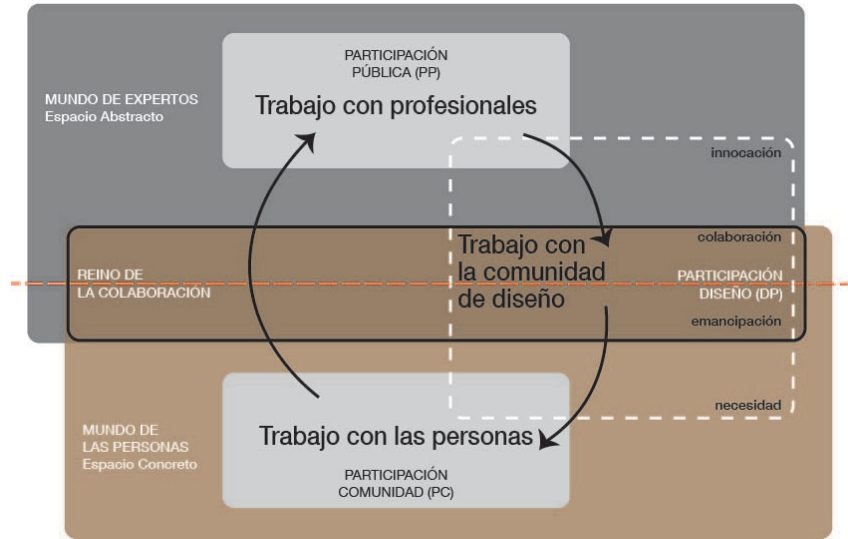 PARTICIPACIÓN
PÚBLICA (PP)
Trabajo con profesionales
MUNDO DE EXPERTOS
Espacio Abstracto
innocación
colaboración
Trabajo con
la comunidad
de diseño
REINO DE
LA COLABORACIÓN
PARTICIPACIÓN
DISEÑO (DP)
emancipación
necesidad
MUNDO DE
LAS PERSONAS
Espacio Concreto
Trabajo con las personas
PARTICIPACIÓN
COMUNIDAD (PC)